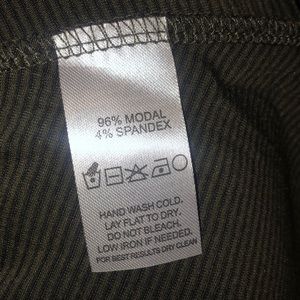 96% MODAL
4% SPANDEX
HAND WASH COLD.
LAY FLAT TO DRY.
DO NOT BLEACH.
LOW IRON IF NEEDED.
FOR BEST RESULTS DRY CLEAN